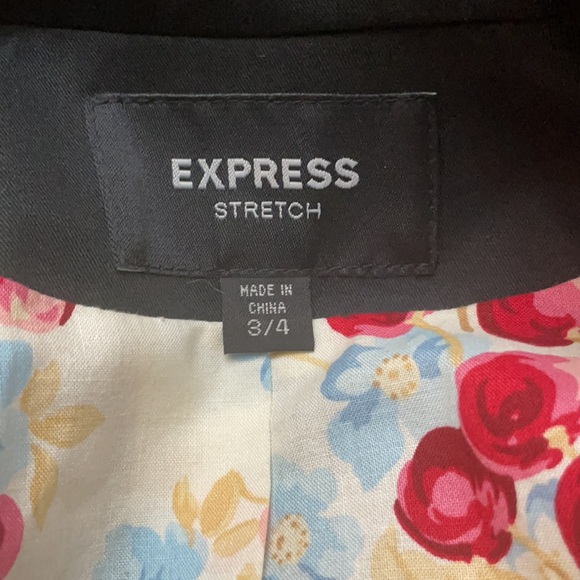 EXPRESS
STRETCH
MADE IN
CHINA
3/4